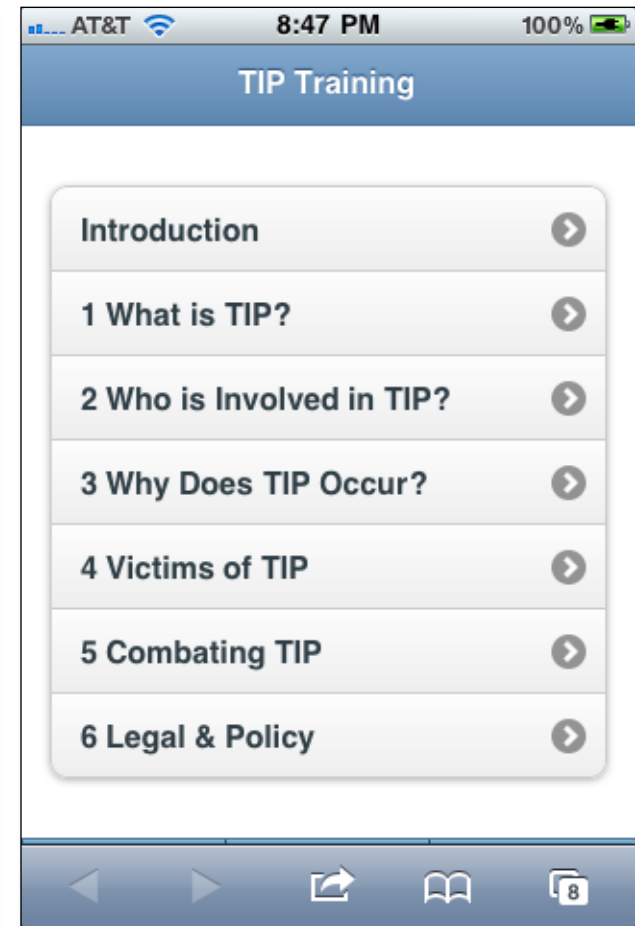 AT&T 8:47 PM 100%
TIP Training
Introduction
1 What is TIP?
2 Who is Involved in TIP?
3 Why Does TIP Occur?
4 Victims of TIP
5 Combating TIP
6 Legal & Policy
8